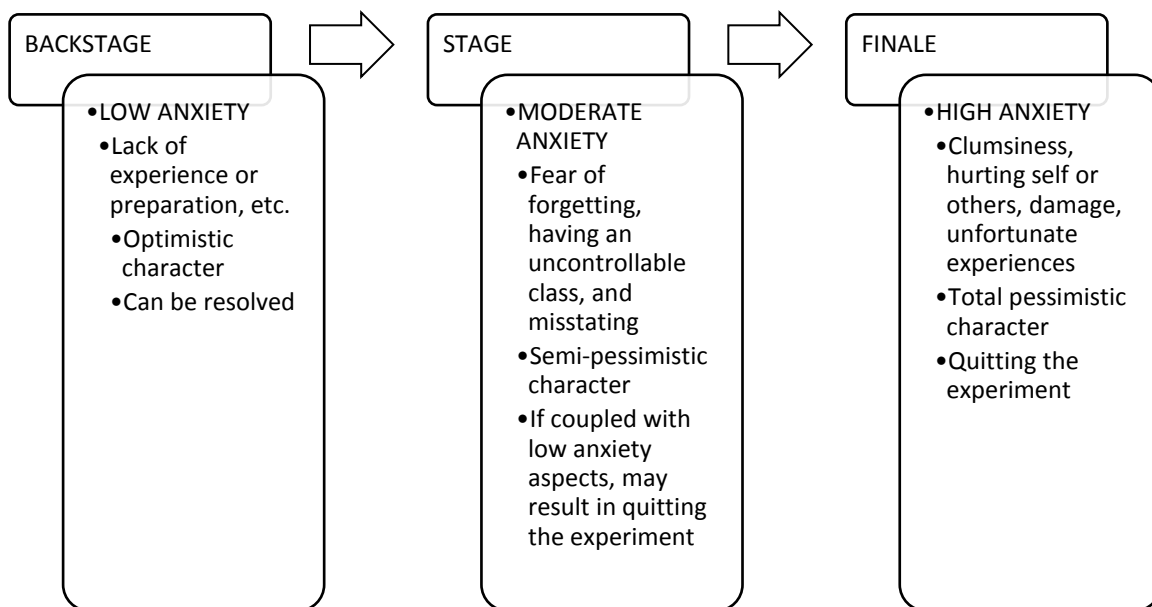 BACKSTAGE
•LOW ANXIETY
•Lack of
experience or
preparation, etc.
•Optimistic
character
•Can be resolved
STAGE
•MODERATE
ANXIETY
•Fear of
forgetting,
having an
uncontrollable
class, and
misstating
•Semi-pessimistic
character
•If coupled with
low anxiety
aspects, may
result in quitting
the experiment
FINALE
•HIGH ANXIETY
•Clumsiness,
hurting self or
others, damage,
unfortunate
experiences
•Total pessimistic
character
•Quitting the
experiment